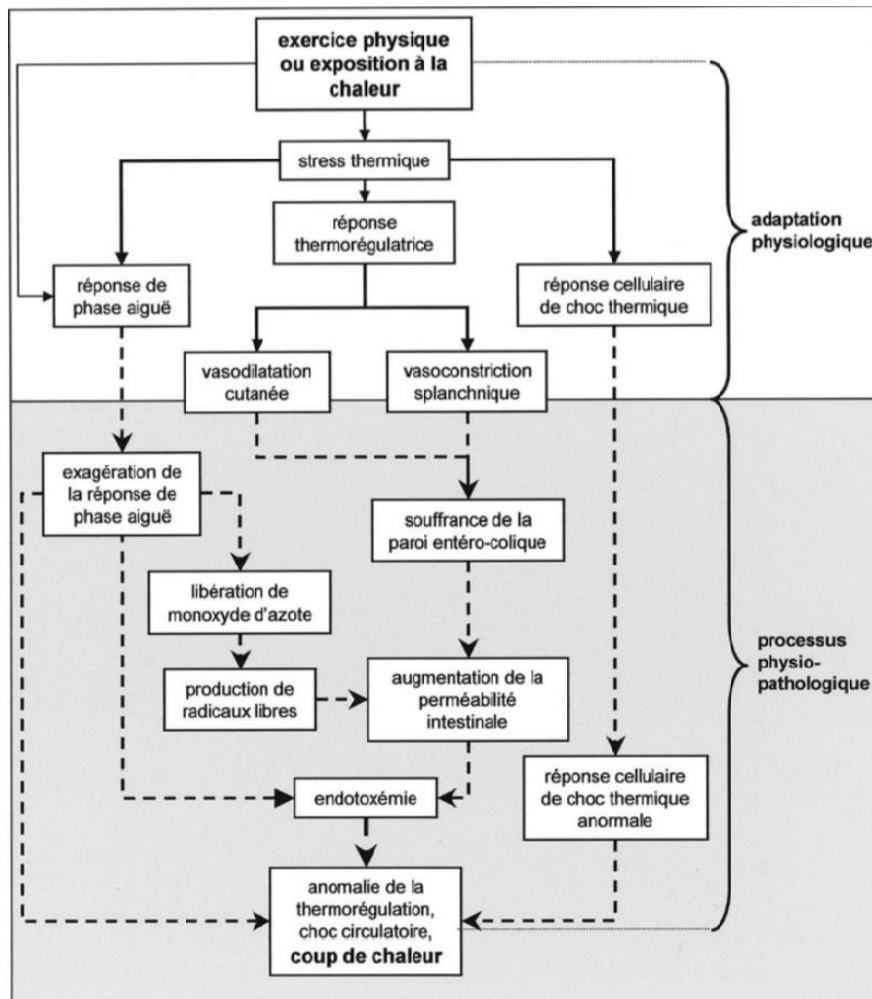 exercice physique
ou exposition à la
chaleur
stress thermique
réponse
thermorégulatrice
adaptation
physiologique
réponse de
phase aiguë
réponse cellulaire
de choc thermique
vasodilatation
cutanée
vasoconstriction
splanchnique
exagération de
la réponse de
phase aiguë
souffrance de la
paroi entéro-colique
libération de
monoxyde d'azote
processus
physio-
pathologique
production de
radicaux libres
augmentation de la
perméabilité
intestinale
endotoxémie
réponse cellulaire
de choc thermique
anormale
anomalie de la
thermorégulation,
choc circulatoire,
coup de chaleur